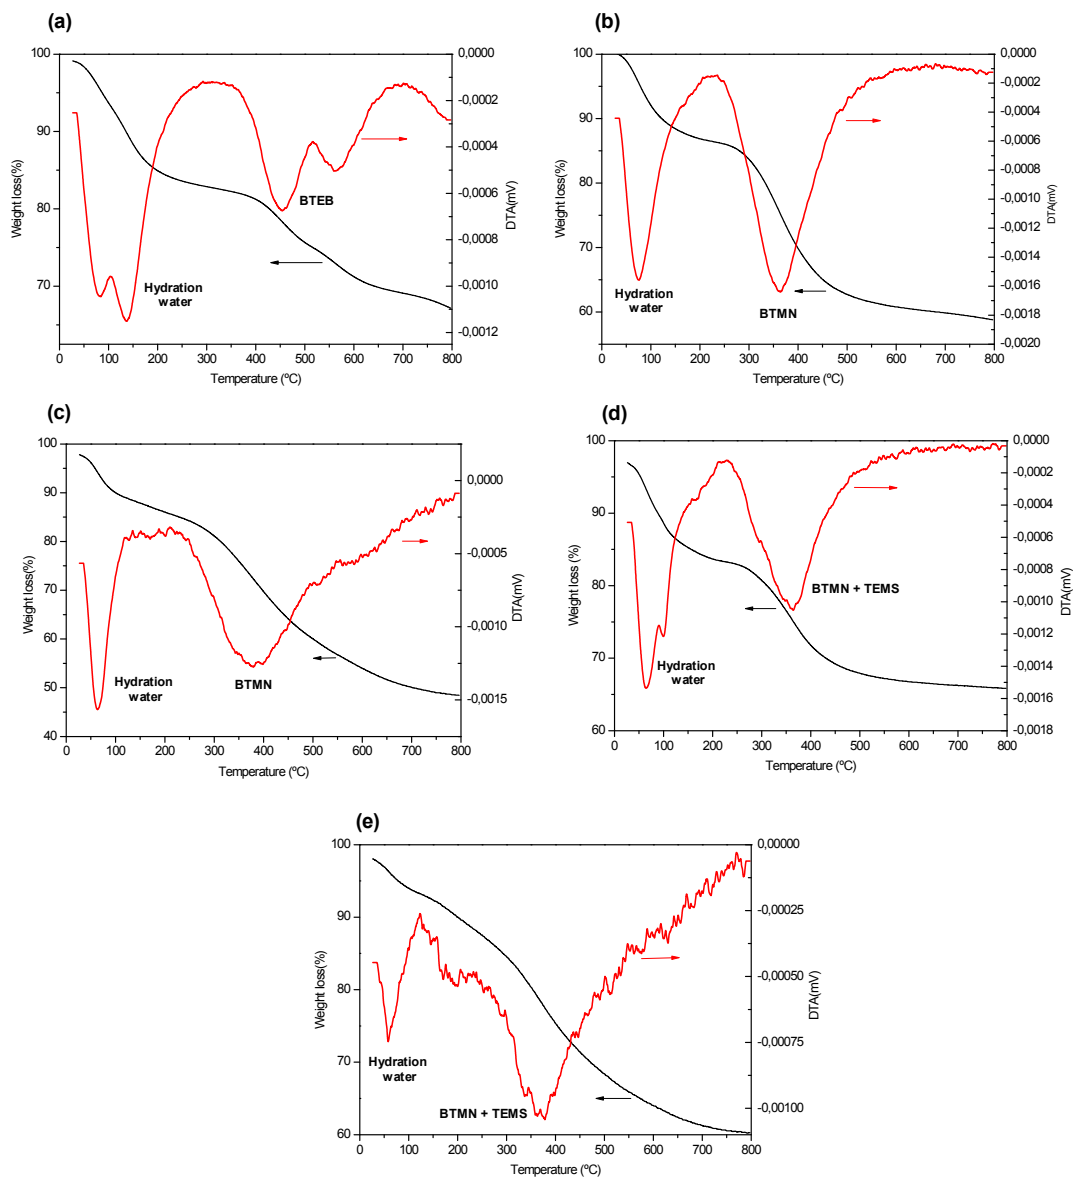 (a)
100
90
80
70
Weight loss(%)
0,0000
-0,0002
-0,0004
-0,0006
-0,0008
-0,0010
-0,0012
DTA(mV)
BTEB
Hydration
water
0 100 200 300 400 500 600 700 800
Temperature (ºC)
(b)
100
90
80
70
60
Weight loss(%)
0,0000
-0,0002
-0,0004
-0,0006
-0,0008
-0,0010
-0,0012
-0,0014
-0,0016
-0,0018
-0,0020
DTA(mV)
Hydration
water
BTMN
0 100 200 300 400 500 600 700 800
Temperature (ºC)
(c)
100
90
80
70
60
50
40
Weight loss(%)
0,0000
-0,0005
-0,0010
-0,0015
DTA(mV)
Hydration
water
BTMN
0 100 200 300 400 500 600 700 800
Temperature (ºC)
(d)
100
90
80
70
60
Weight loss (%)
0,0000
-0,0002
-0,0004
-0,0006
-0,0008
-0,0010
-0,0012
-0,0014
-0,0016
-0,0018
DTA(mV)
BTMN + TEMS
Hydration
water
0 100 200 300 400 500 600 700 800
Temperature (ºC)
(e)
100
90
80
70
60
Weight loss(%)
0,00000
-0,00025
-0,00050
-0,00075
-0,00100
DTA(mV)
Hydration
water
BTMN + TEMS
0 100 200 300 400 500 600 700 800
Temperature (ºC)